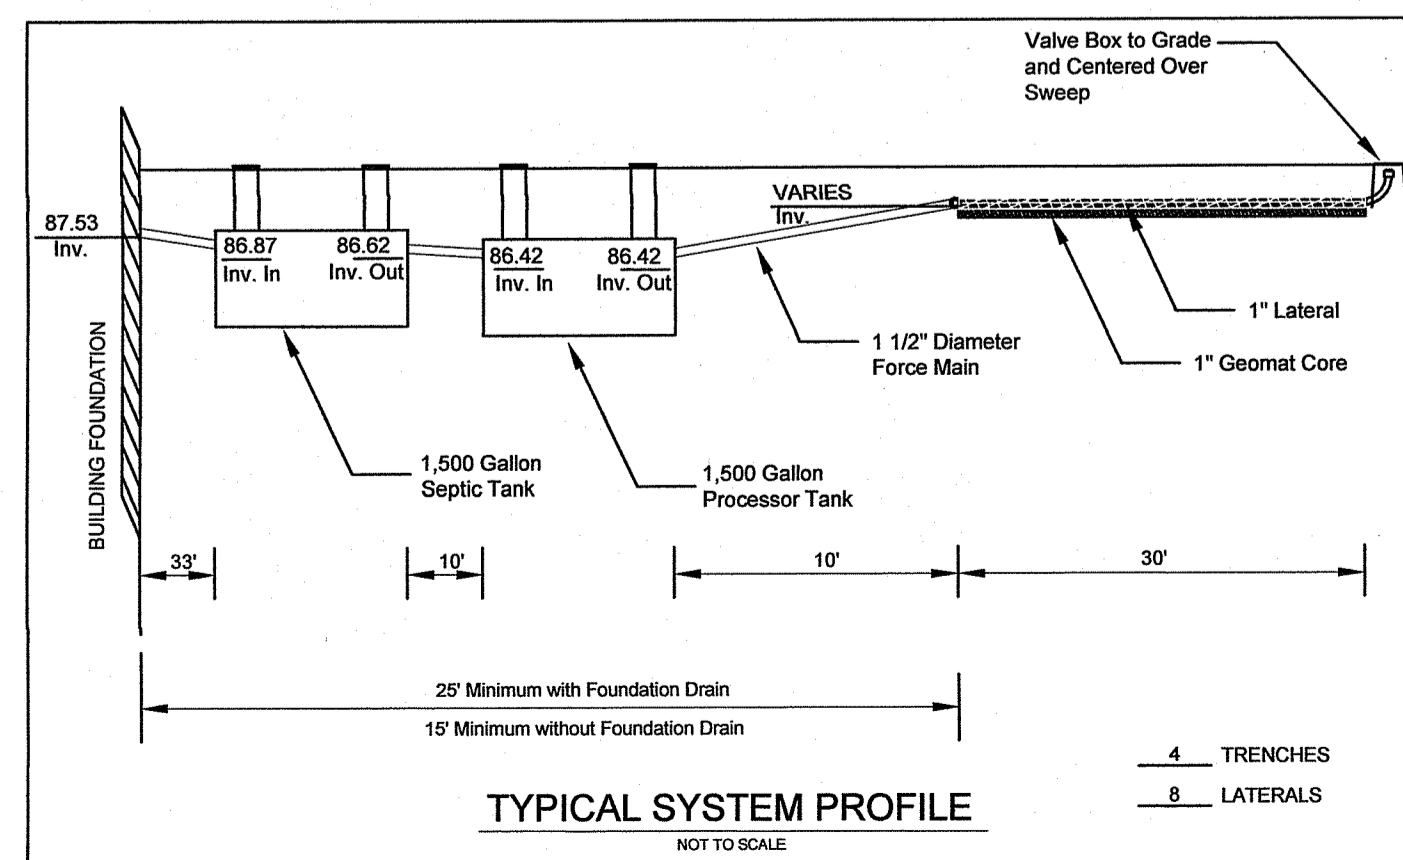 Valve Box to Grade
and Centered Over
Sweep
87.53
Inv.
86.87
Inv. In
86.62
Inv. Out
86.42
Inv. In
86.42
Inv. Out
VARIES
Inv.
1" Lateral
1" Geomat Core
1 1/2" Diameter
Force Main
BUILDING FOUNDATION
1,500 Gallon
Septic Tank
1,500 Gallon
Processor Tank
33'
10'
10'
30'
25' Minimum with Foundation Drain
15' Minimum without Foundation Drain
4 TRENCHES
8 LATERALS
TYPICAL SYSTEM PROFILE
NOT TO SCALE